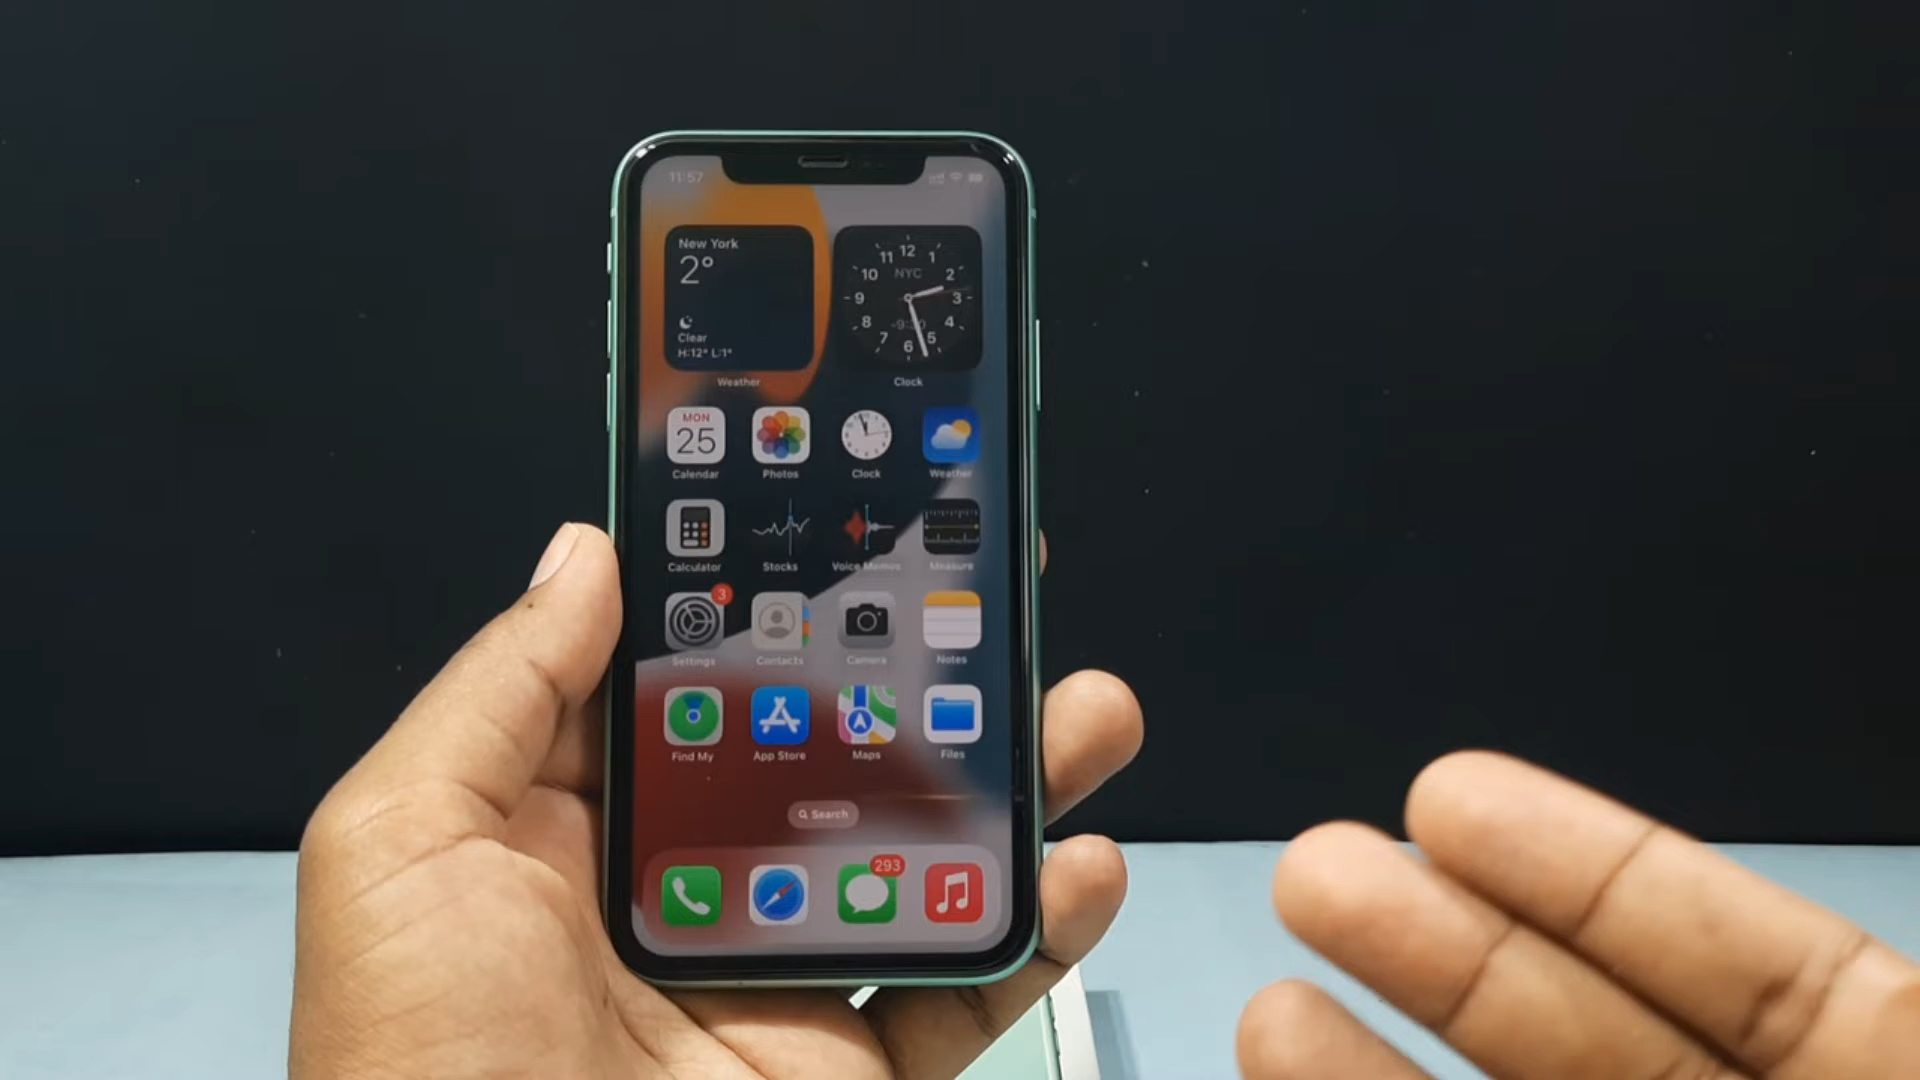 11:57
New York
2°
Clear
H:12° L:1°
Weather
12
11 1
10 NYC 2
9 3
8 4
7 5
6
Clock
MON
25
Calendar
Photos
Clock
Weather
Calculator
Stocks
Voice Memos
Measure
3
Settings
Contacts
Camera
Notes
Find My
App Store
Maps
Files
Search
293